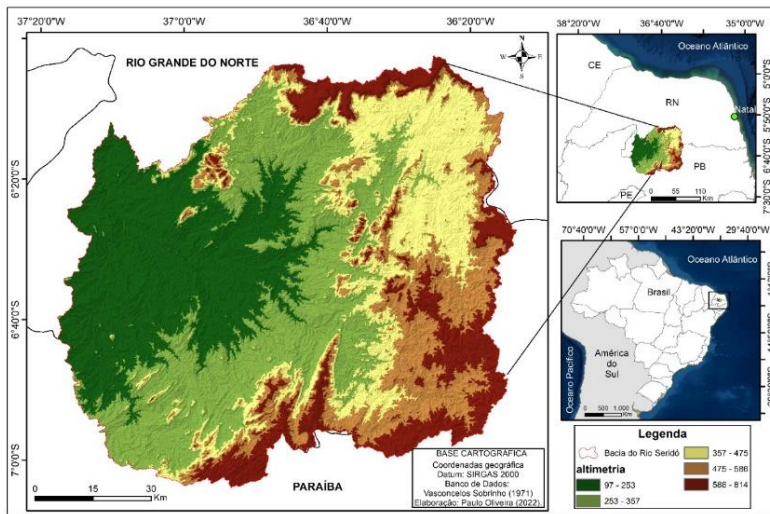 37°20'0"W
37°0'0"W
36°40'0"W
36°20'0"W
RIO GRANDE DO NORTE
PARAÍBA
6°20'0"S
6°40'0"S
7°0'0"S
0 15 30
Km
BASE CARTOGRÁFICA
Coordenadas geográfica
Datum: SIRGAS 2000
Banco de Dados:
Vasconcelos Sobrinho (1971)
Elaboração: Paulo Oliveira (2022).
38°20'0"W
36°40'0"W
35°0'0"W
Oceano Atlântico
CE
RN
Natal
PB
PE
5°0'0"S
5°50'0"S
6°40'0"S
7°30'0"S
0 55 110
Km
70°40'0"W
57°0'0"W
43°20'0"W
29°40'0"W
Oceano Atlântico
Brasil
América
do
Sul
Oceano Pacífico
0 500 1.000
Km
Legenda
Bacia do Rio Seridó
altimetria
97 - 253
253 - 357
357 - 475
475 - 586
586 - 814